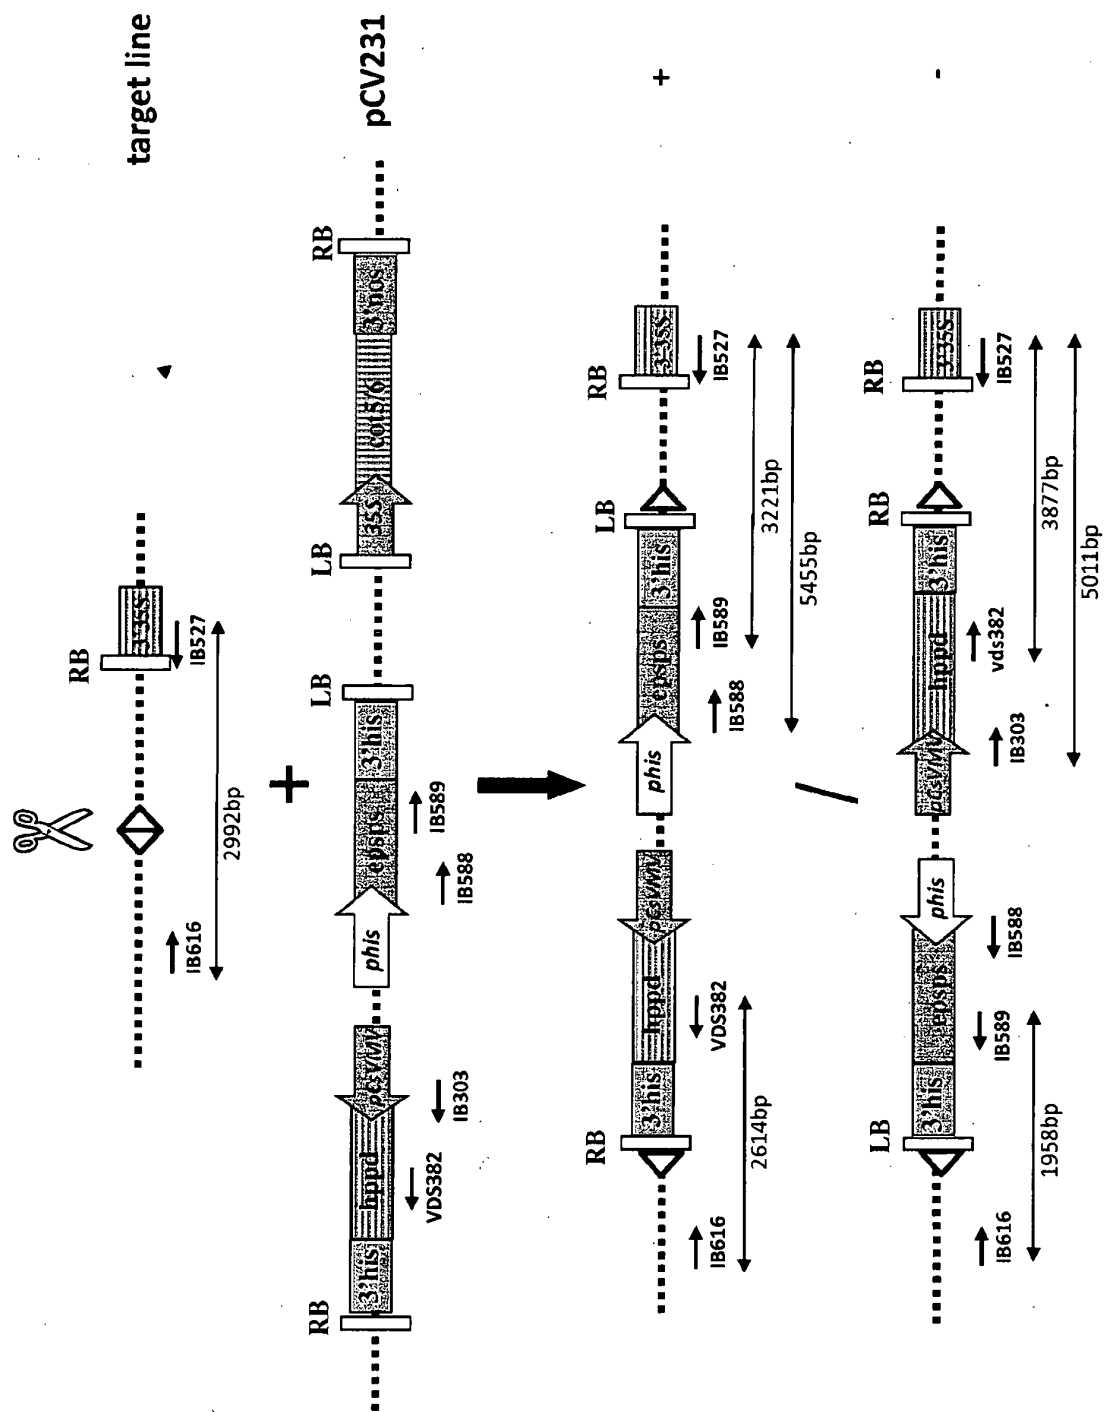 target line
RB
3'35S
IB616
IB527
2992bp
+
pCV231
RB
LB
LB
RB
3'his
hppd
pCsVMV
phis
epsps
3'his
35S
cot5/6
3'nos
VDS382
IB303
IB588
IB589
+
RB
LB
RB
3'his
hppd
pCsVMV
phis
epsps
3'his
3'35S
IB616
VDS382
IB588
IB589
IB527
2614bp
3221bp
5455bp
/
-
LB
RB
RB
3'his
epsps
phis
pCsVMV
hppd
3'his
3'35S
IB616
IB589
IB588
IB303
vds382
IB527
1958bp
3877bp
5011bp